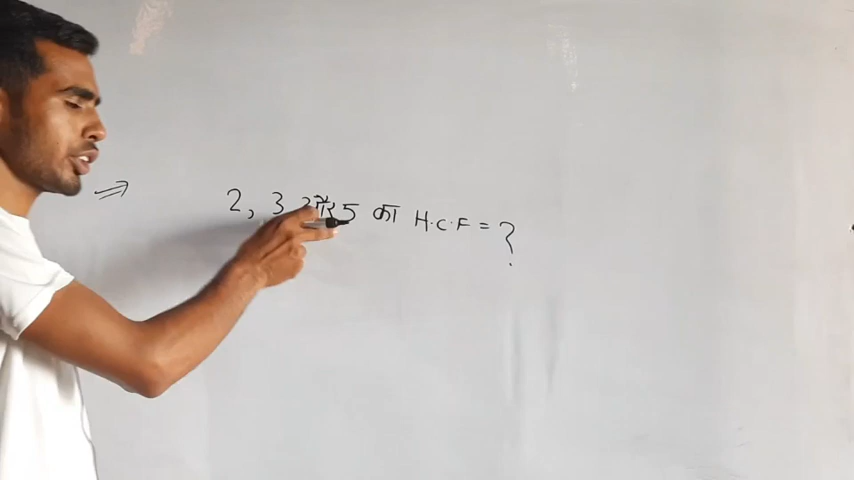 ⇒ 2, 3 और 5 का H.C.F = ?